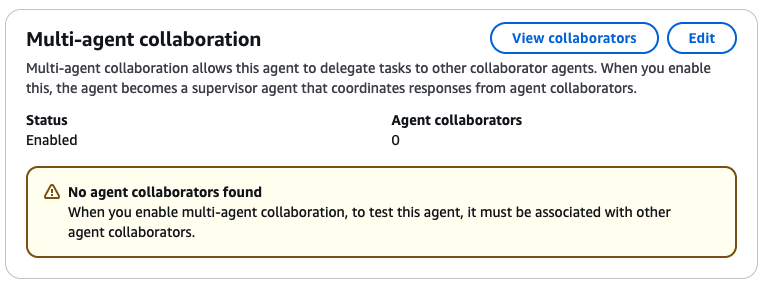 Multi-agent collaboration
View collaborators
Edit
Multi-agent collaboration allows this agent to delegate tasks to other collaborator agents. When you enable
this, the agent becomes a supervisor agent that coordinates responses from agent collaborators.
Status
Agent collaborators
Enabled
0
No agent collaborators found
When you enable multi-agent collaboration, to test this agent, it must be associated with other
agent collaborators.